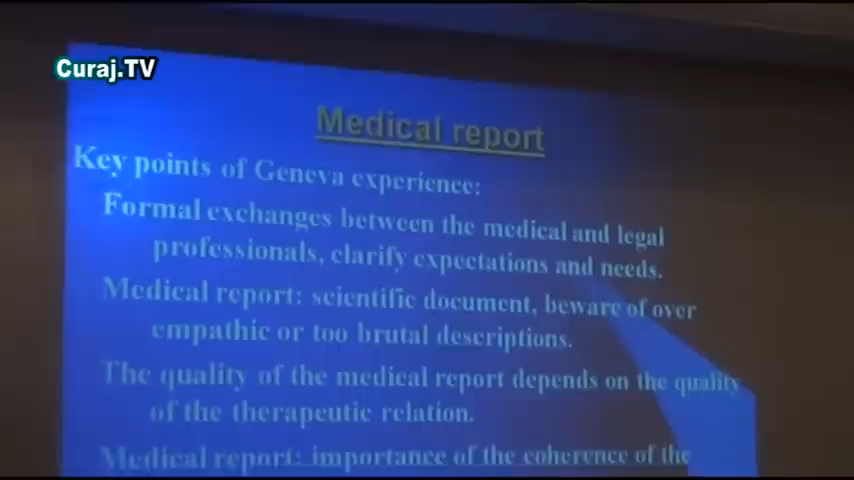 Curaj.TV
Medical report
Key points of Geneva experience:
Formal exchanges between the medical and legal
professionals, clarify expectations and needs.
Medical report: scientific document, beware of over
empathic or too brutal descriptions.
The quality of the medical report depends on the quality
of the therapeutic relation.
Medical report: importance of the coherence of the